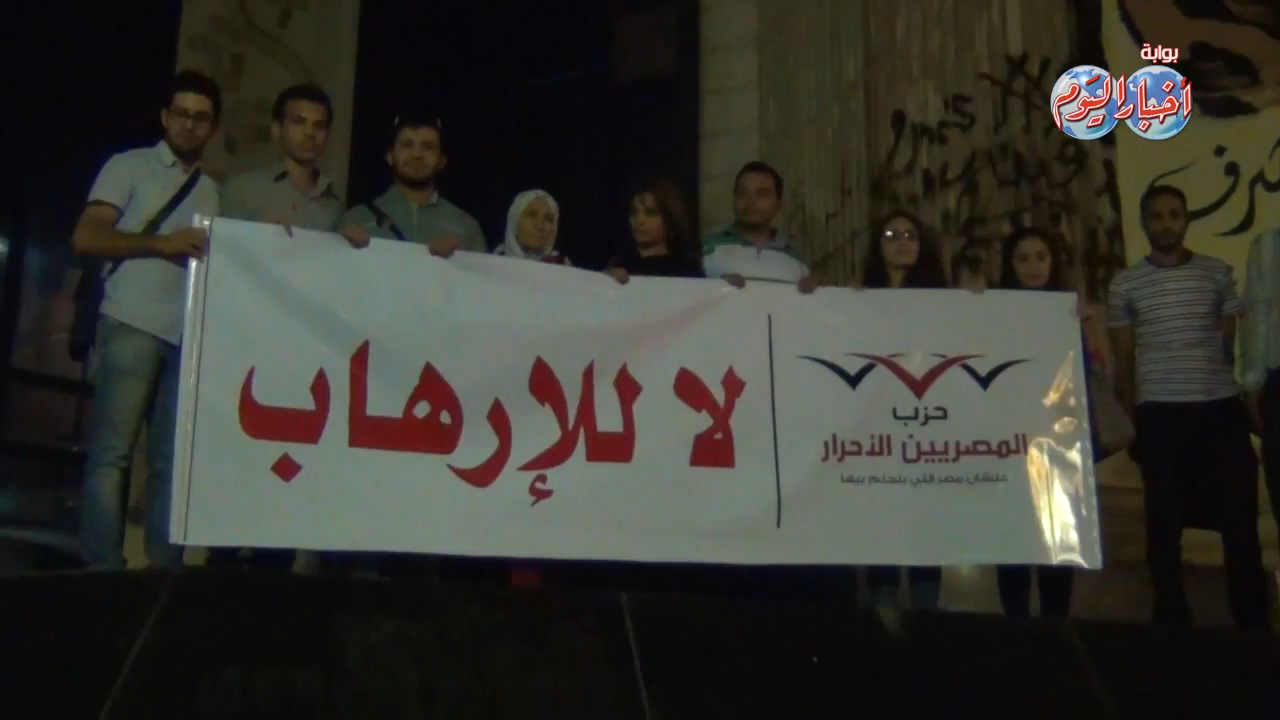 بوابة
أخبار اليوم
لا للإرهاب
حزب
المصريين الأحرار
علشان مصر اللي بنحلم بيها